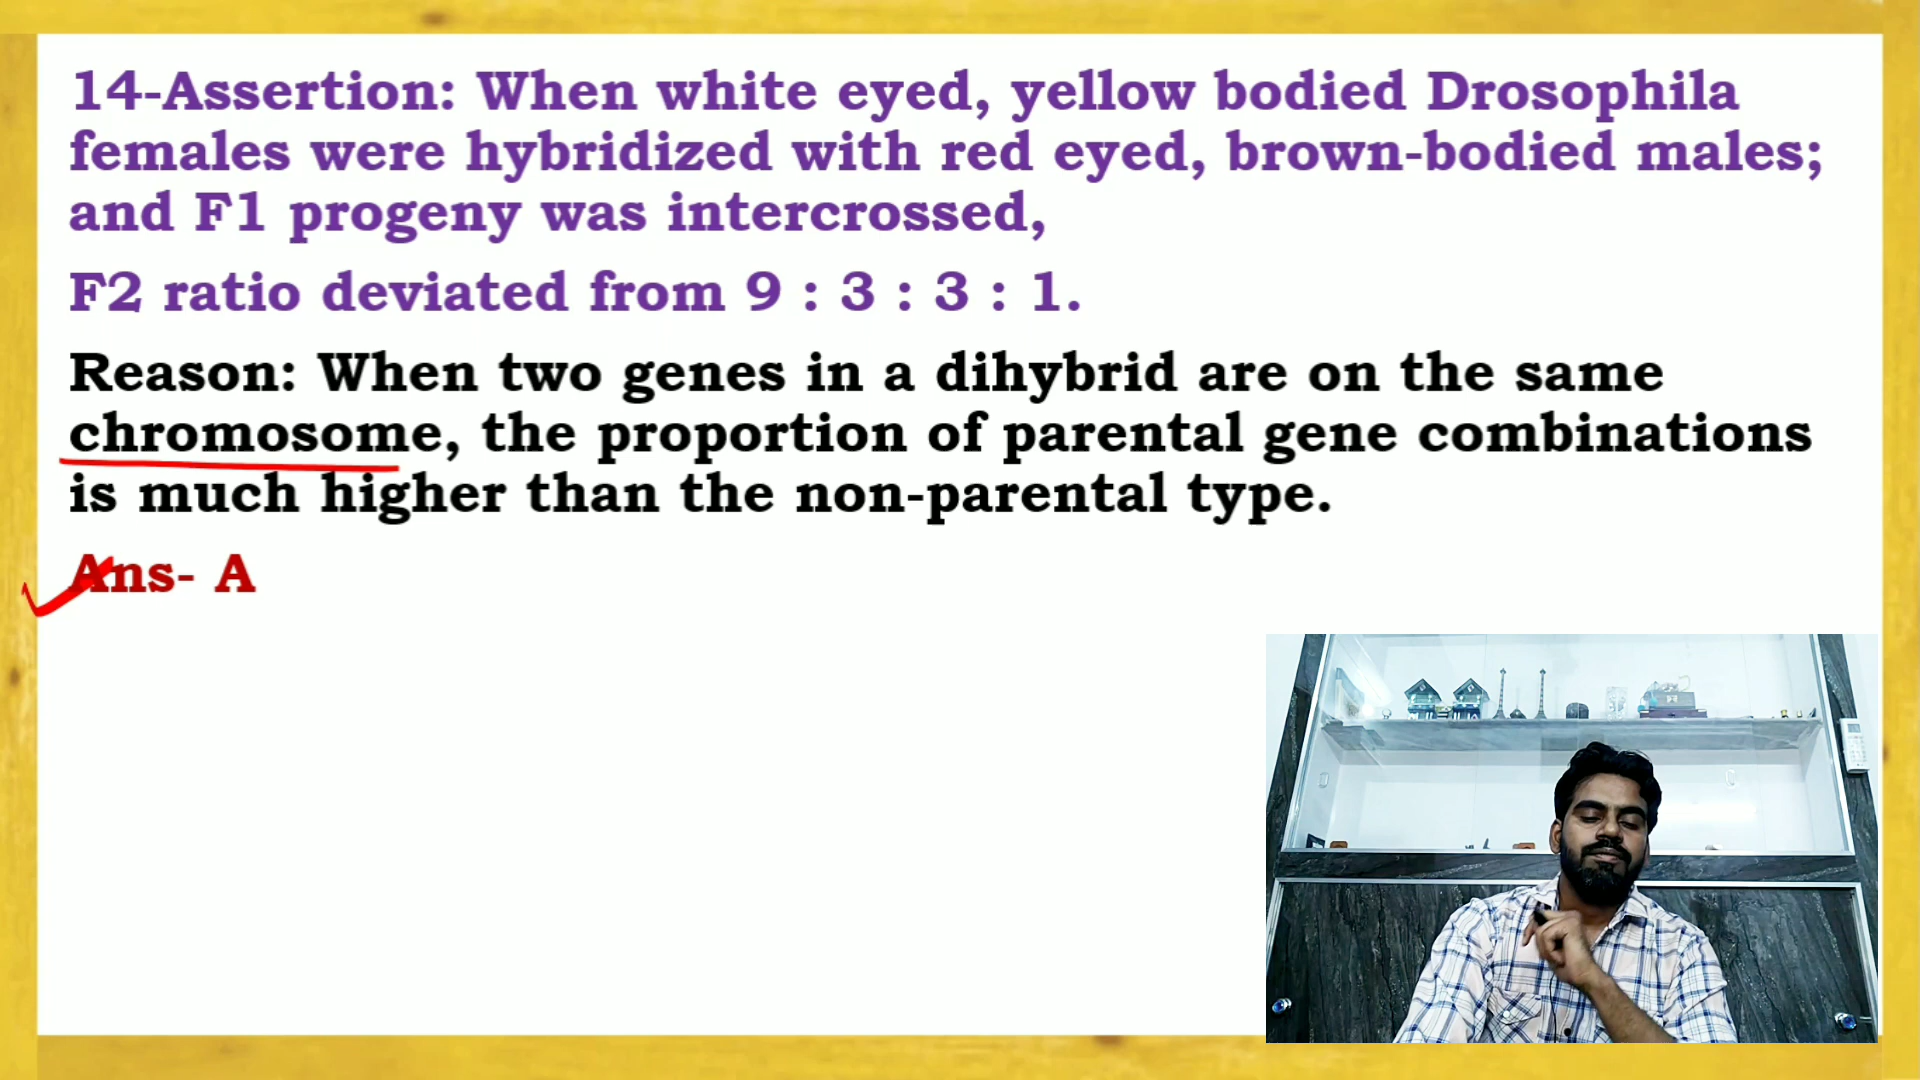 14-Assertion: When white eyed, yellow bodied Drosophila
females were hybridized with red eyed, brown-bodied males;
and F1 progeny was intercrossed,
F2 ratio deviated from 9 : 3 : 3 : 1.
Reason: When two genes in a dihybrid are on the same
chromosome, the proportion of parental gene combinations
is much higher than the non-parental type.
Ans- A